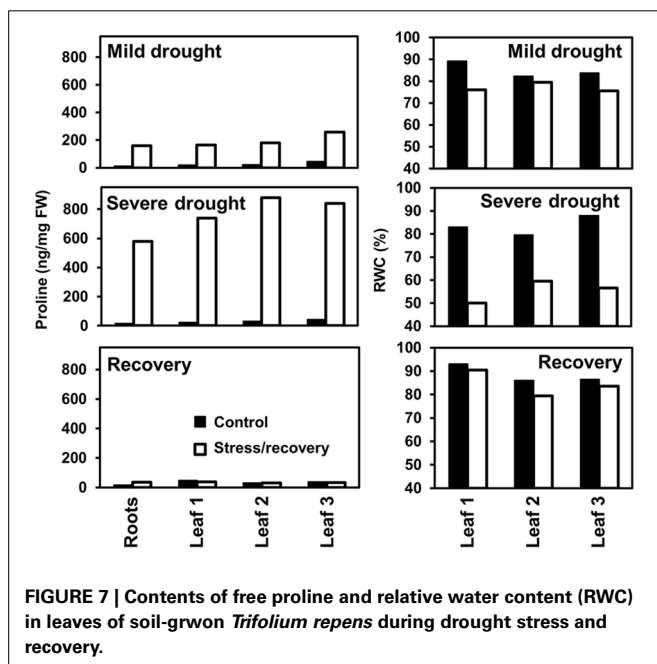 Mild drought
800
600
400
200
0
Severe drought
800
600
400
200
0
Recovery
800
600
400
200
0
Control
Stress/recovery
Proline (ng/mg FW)
Roots
Leaf 1
Leaf 2
Leaf 3
100
90
80
70
60
50
40
Mild drought
100
90
80
70
60
50
40
Severe drought
100
90
80
70
60
50
40
Recovery
RWC (%)
Leaf 1
Leaf 2
Leaf 3
FIGURE 7 | Contents of free proline and relative water content (RWC)
in leaves of soil-grwon Trifolium repens during drought stress and
recovery.